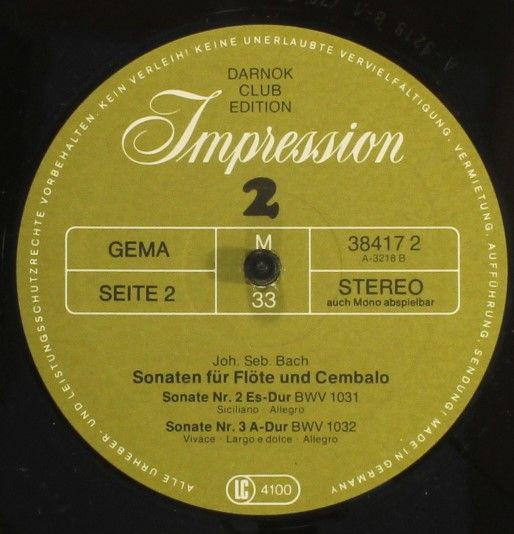 ALLE URHEBER- UND LEISTUNGSSCHUTZRECHTE VORBEHALTEN · KEIN VERLEIH! KEINE UNERLAUBTE VERVIELFÄLTIGUNG, VERMIETUNG, AUFFÜHRUNG, SENDUNG! MADE IN GERMANY
DARNOK
CLUB
EDITION
Impression
2
GEMA
M
38417 2
A-3218 B
SEITE 2
33
STEREO
auch Mono abspielbar
Joh. Seb. Bach
Sonaten für Flöte und Cembalo
Sonate Nr. 2 Es-Dur BWV 1031
Siciliano · Allegro
Sonate Nr. 3 A-Dur BWV 1032
Vivace · Largo e dolce · Allegro
LC 4100